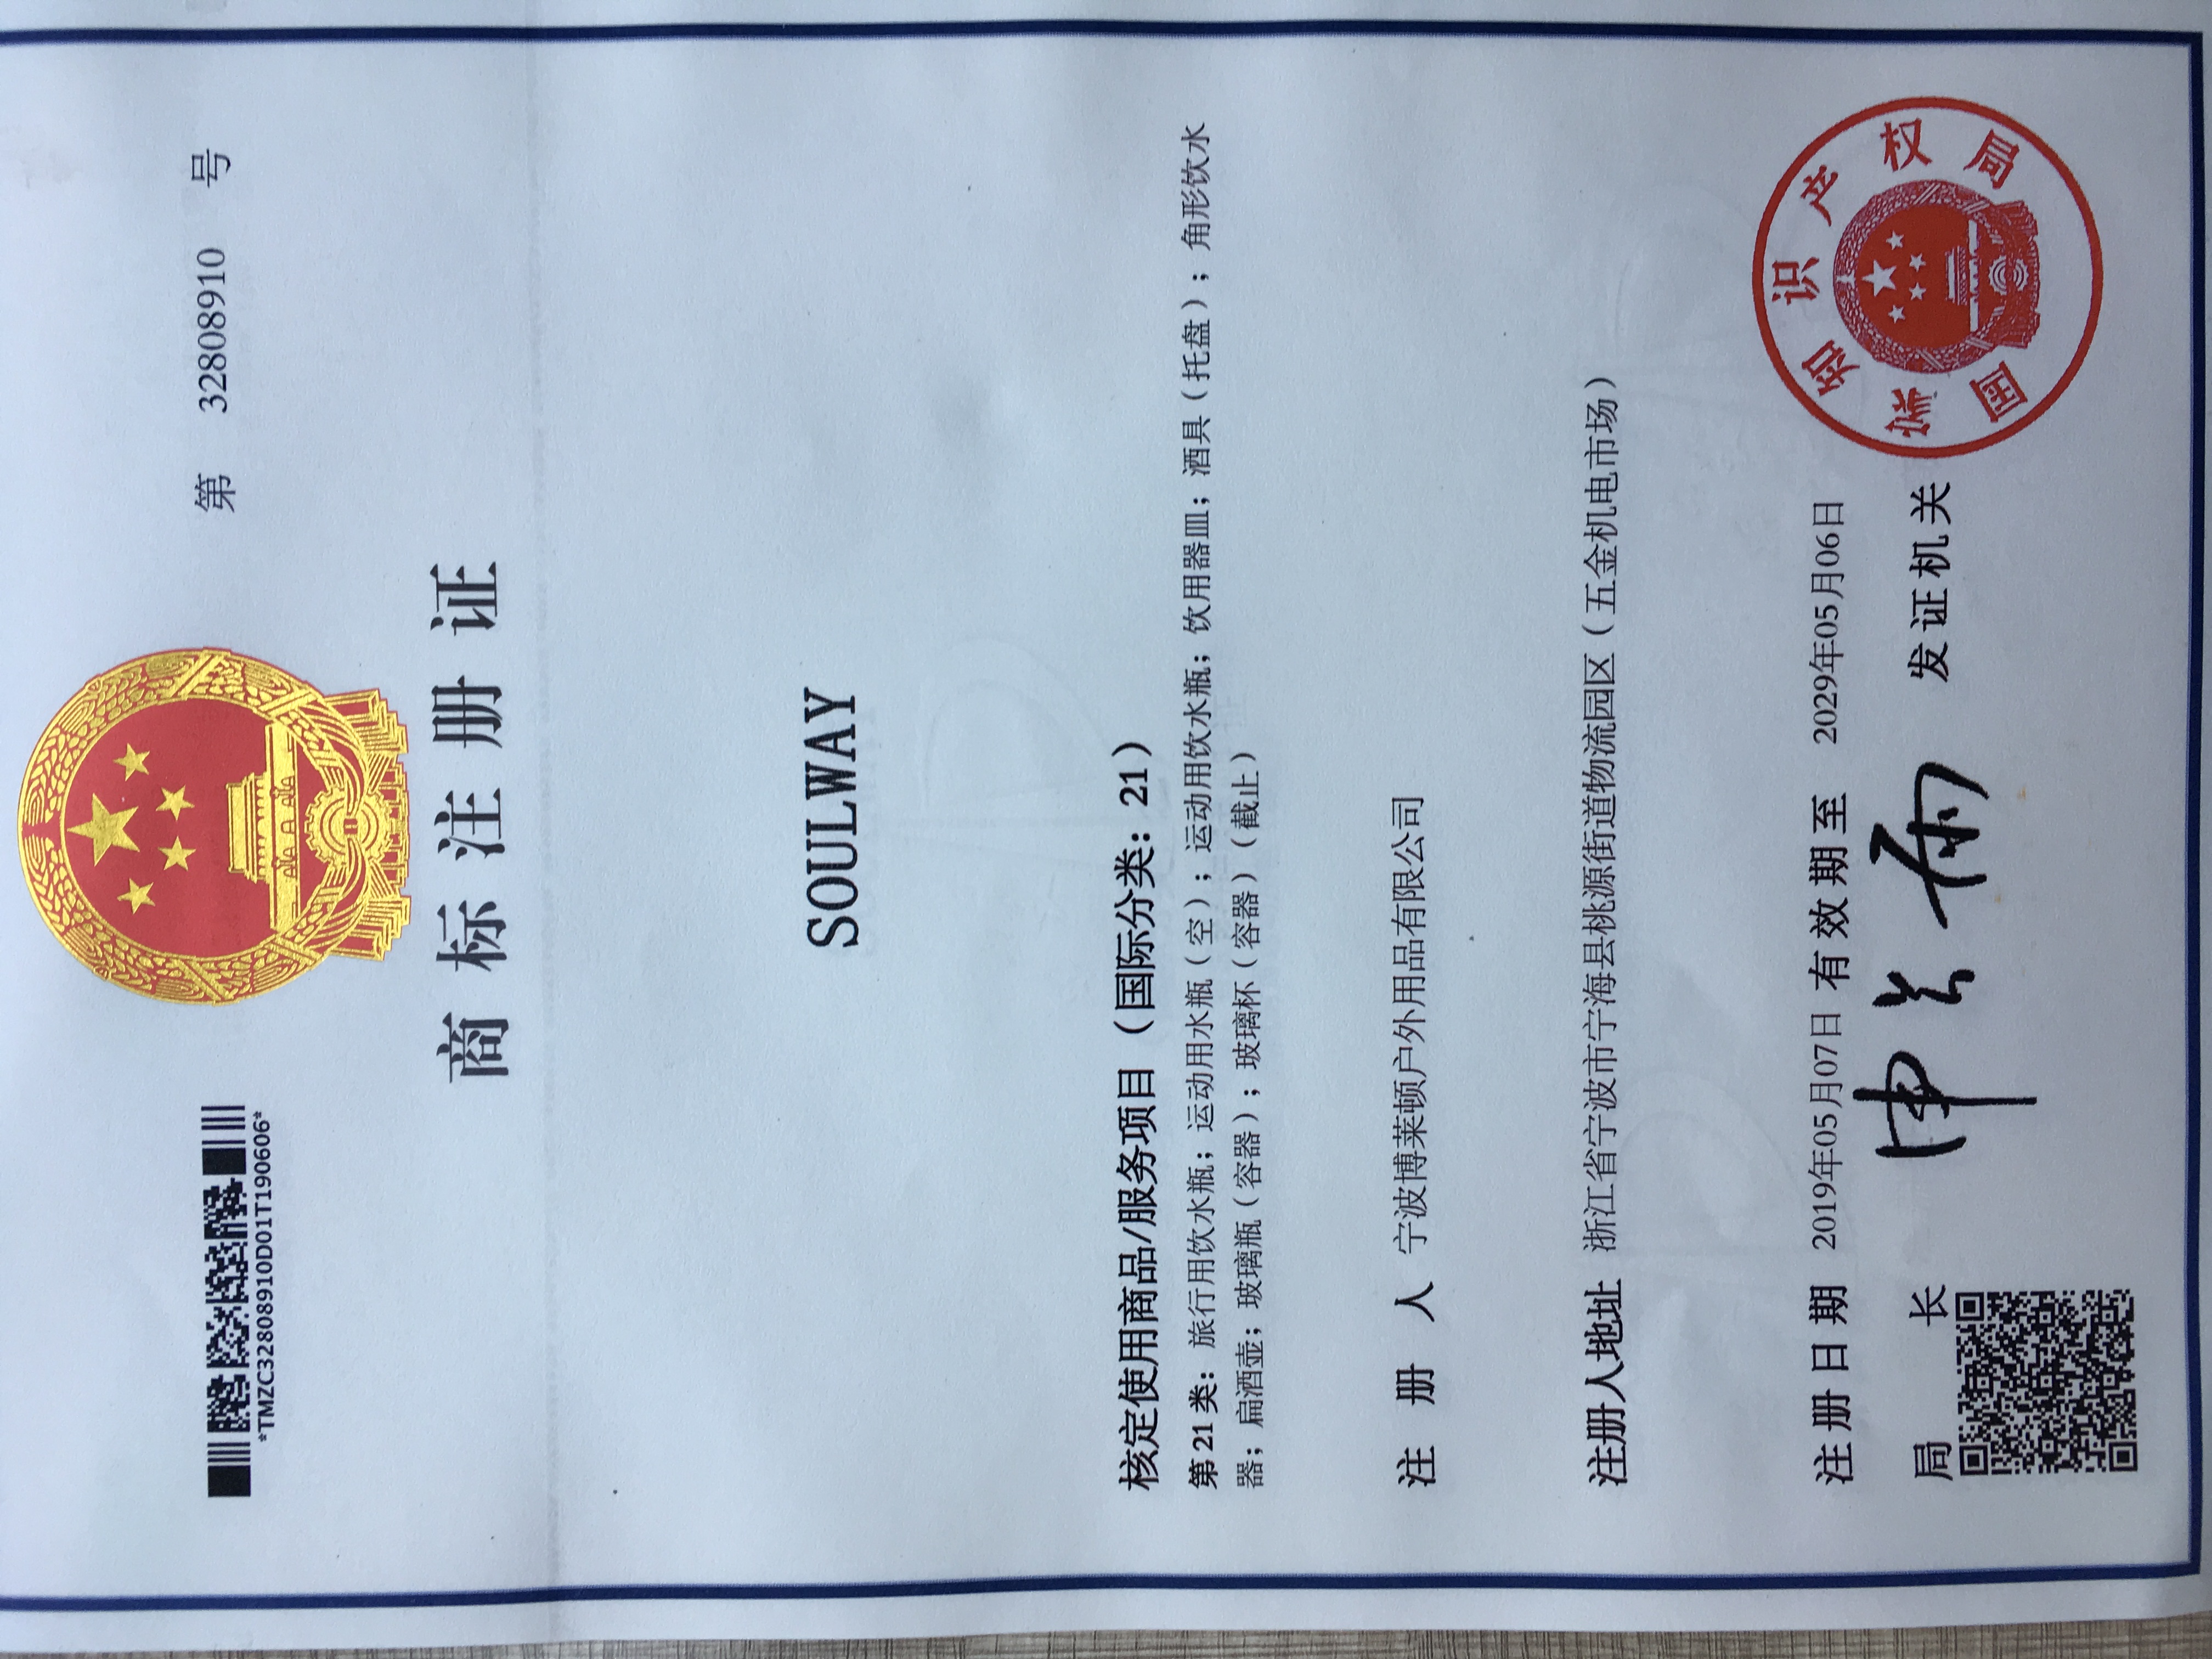 *TMZC32808910D01T190606*
第 32808910 号
商标注册证
SOULWAY
核定使用商品/服务项目（国际分类：21）
第21类：旅行用饮水瓶；运动用水瓶（空）；运动用饮水瓶；饮用器皿；酒具（托盘）；角形饮水
器；扁酒壶；玻璃瓶（容器）；玻璃杯（容器）（截止）
注册人 宁波博莱顿户外用品有限公司
注册人地址 浙江省宁波市宁海县桃源街道物流园区（五金机电市场）
注册日期 2019年05月07日 有效期至 2029年05月06日
局长 申长雨 发证机关
国家知识产权局